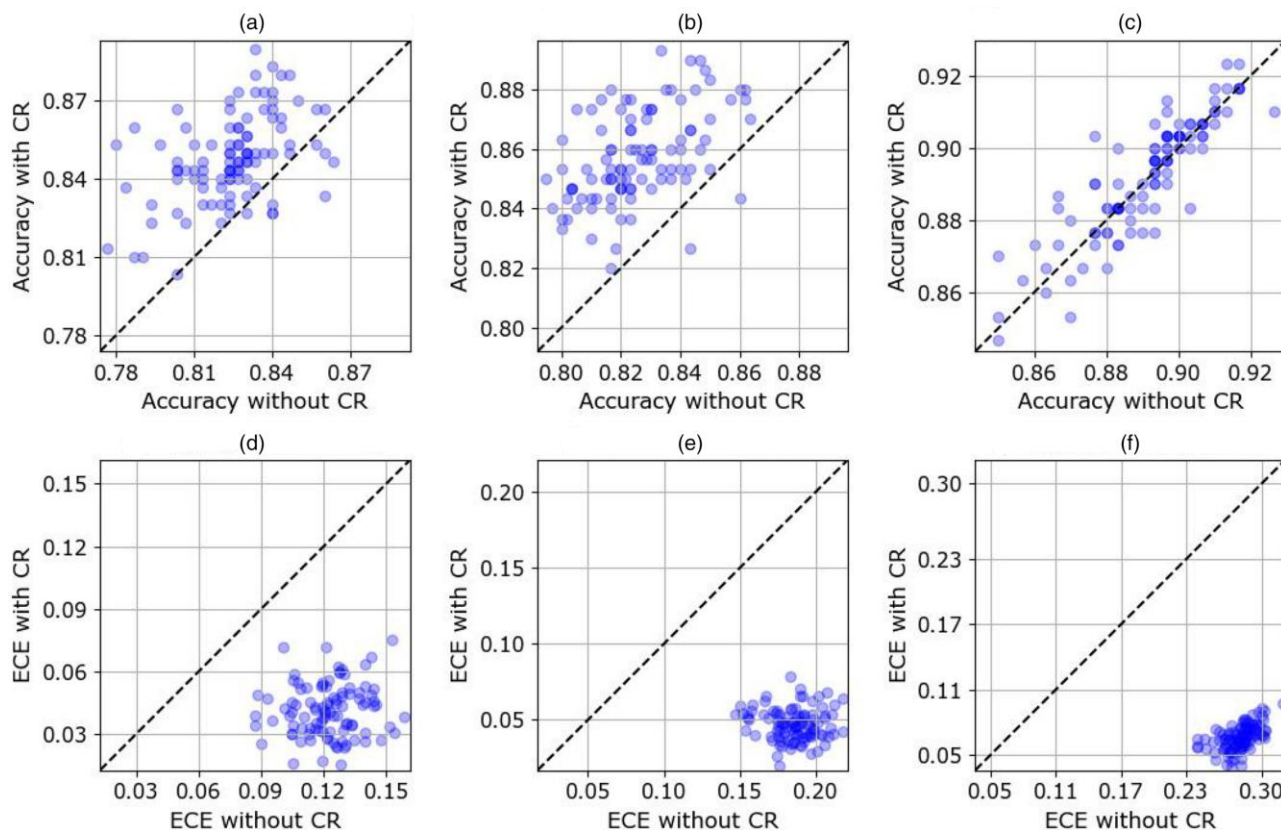 (a)
(b)
(c)
0.87
0.84
0.81
0.78
Accuracy with CR
0.78 0.81 0.84 0.87
Accuracy without CR
0.88
0.86
0.84
0.82
0.80
Accuracy with CR
0.80 0.82 0.84 0.86 0.88
Accuracy without CR
0.92
0.90
0.88
0.86
Accuracy with CR
0.86 0.88 0.90 0.92
Accuracy without CR
(d)
(e)
(f)
0.15
0.12
0.09
0.06
0.03
ECE with CR
0.03 0.06 0.09 0.12 0.15
ECE without CR
0.20
0.15
0.10
0.05
ECE with CR
0.05 0.10 0.15 0.20
ECE without CR
0.30
0.23
0.17
0.11
0.05
ECE with CR
0.05 0.11 0.17 0.23 0.30
ECE without CR